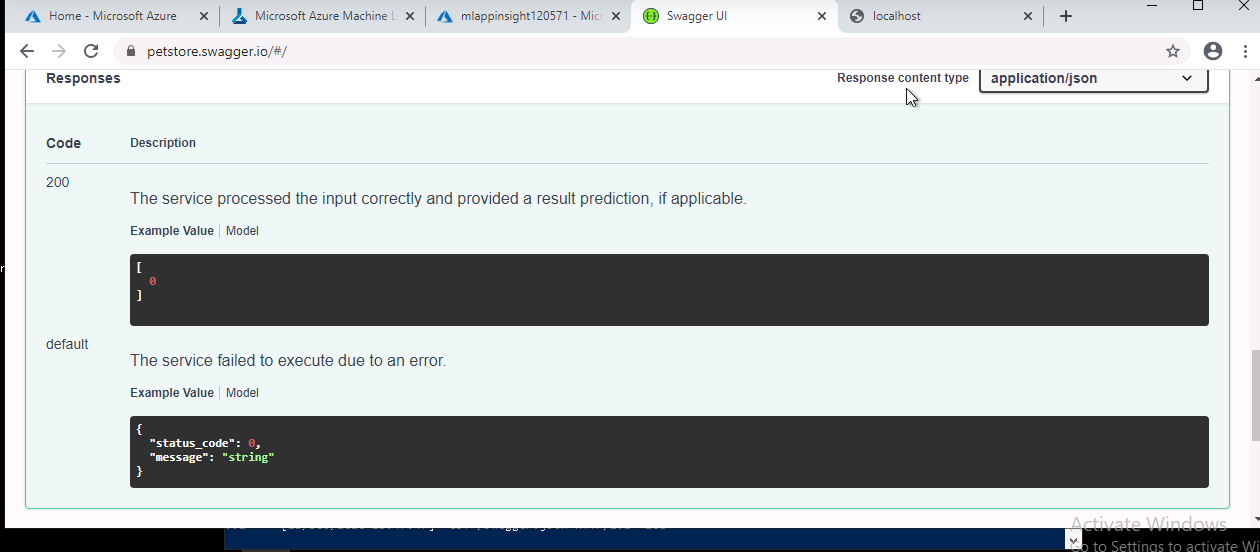 Home - Microsoft Azure
Microsoft Azure Machine L
mlappinsight120571 - Mic
Swagger UI
localhost
petstore.swagger.io/#/
Responses
Response content type
application/json
Code
Description
200
The service processed the input correctly and provided a result prediction, if applicable.
Example Value | Model
[
0
]
default
The service failed to execute due to an error.
Example Value | Model
{
"status_code": 0,
"message": "string"
}
Activate Windows
Go to Settings to activate Wi